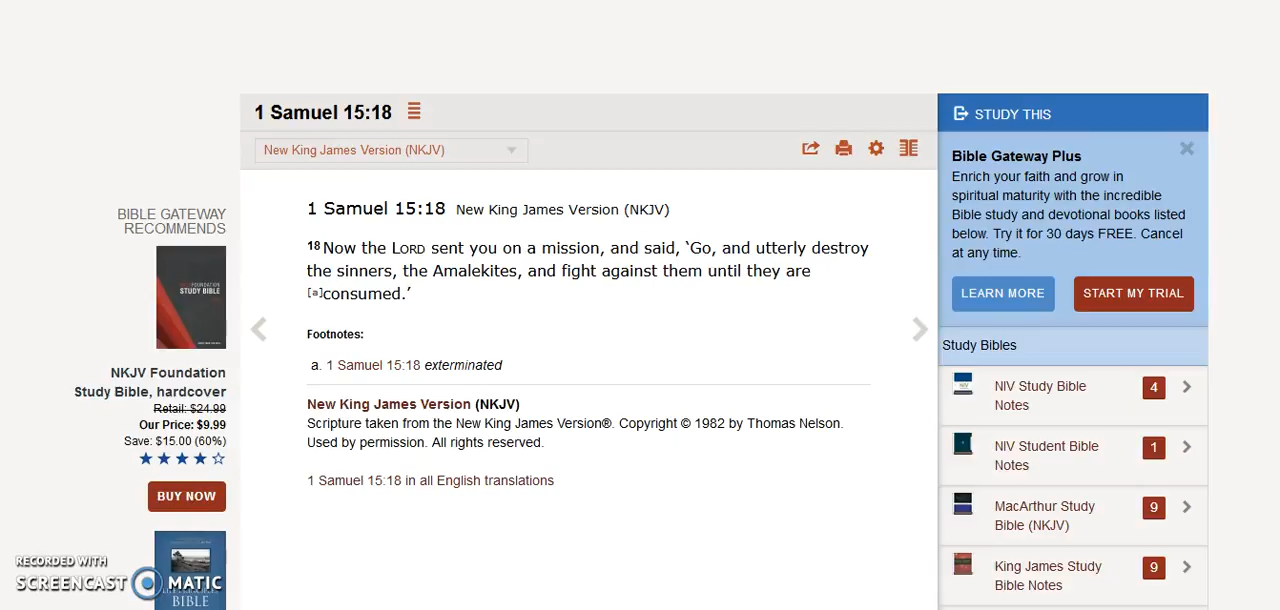 1 Samuel 15:18
New King James Version (NKJV)
1 Samuel 15:18 New King James Version (NKJV)
18 Now the LORD sent you on a mission, and said, ‘Go, and utterly destroy
the sinners, the Amalekites, and fight against them until they are
[a]consumed.’
Footnotes:
a. 1 Samuel 15:18 exterminated
New King James Version (NKJV)
Scripture taken from the New King James Version®. Copyright © 1982 by Thomas Nelson.
Used by permission. All rights reserved.
1 Samuel 15:18 in all English translations
BIBLE GATEWAY
RECOMMENDS
STUDY BIBLE
NKJV Foundation
Study Bible, hardcover
Retail: $24.99
Our Price: $9.99
Save: $15.00 (60%)
BUY NOW
BIBLE
STUDY THIS
Bible Gateway Plus
Enrich your faith and grow in
spiritual maturity with the incredible
Bible study and devotional books listed
below. Try it for 30 days FREE. Cancel
at any time.
LEARN MORE
START MY TRIAL
Study Bibles
NIV Study Bible
Notes
4
NIV Student Bible
Notes
1
MacArthur Study
Bible (NKJV)
9
King James Study
Bible Notes
9
RECORDED WITH
SCREENCAST MATIC